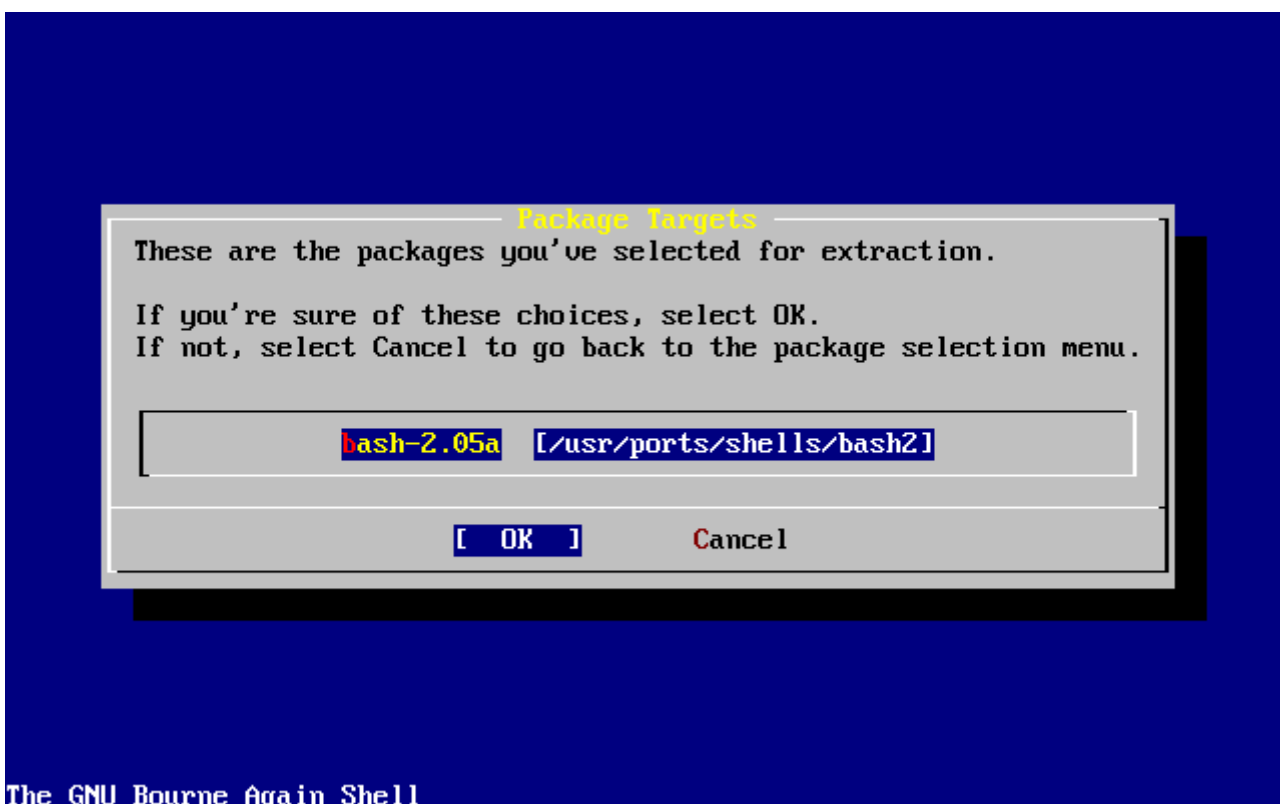 Package Targets
These are the packages you've selected for extraction.
If you're sure of these choices, select OK.
If not, select Cancel to go back to the package selection menu.
bash-2.05a [/usr/ports/shells/bash2]
[ OK ] Cancel
The GNU Bourne Again Shell